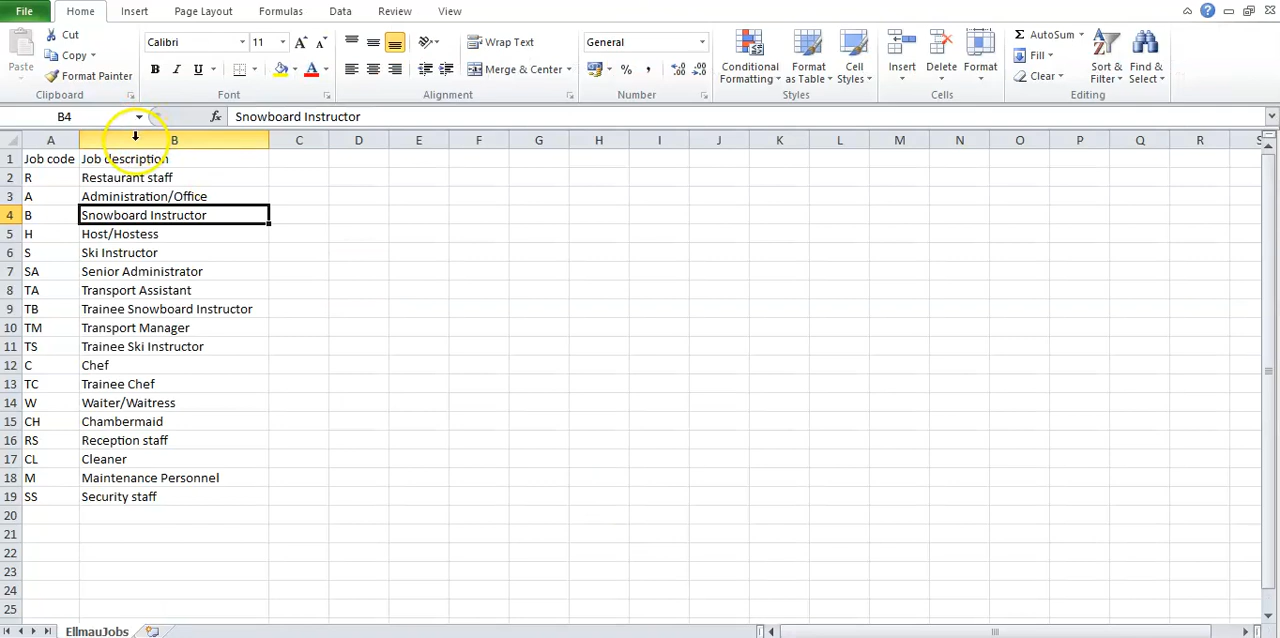 File Home Insert Page Layout Formulas Data Review View
Paste Cut Copy Format Painter Clipboard
Calibri 11 A A B I U A Font
Wrap Text Merge & Center Alignment
General % , .0 .00 .00 .0 Number
Conditional Formatting Format as Table Cell Styles Styles
Insert Delete Format Cells
Σ AutoSum Fill Clear Sort & Filter Find & Select Editing
B4 fx Snowboard Instructor
A B C D E F G H I J K L M N O P Q R S
1 Job code Job description
2 R Restaurant staff
3 A Administration/Office
4 B Snowboard Instructor
5 H Host/Hostess
6 S Ski Instructor
7 SA Senior Administrator
8 TA Transport Assistant
9 TB Trainee Snowboard Instructor
10 TM Transport Manager
11 TS Trainee Ski Instructor
12 C Chef
13 TC Trainee Chef
14 W Waiter/Waitress
15 CH Chambermaid
16 RS Reception staff
17 CL Cleaner
18 M Maintenance Personnel
19 SS Security staff
20
21
22
23
24
25
EllmauJobs